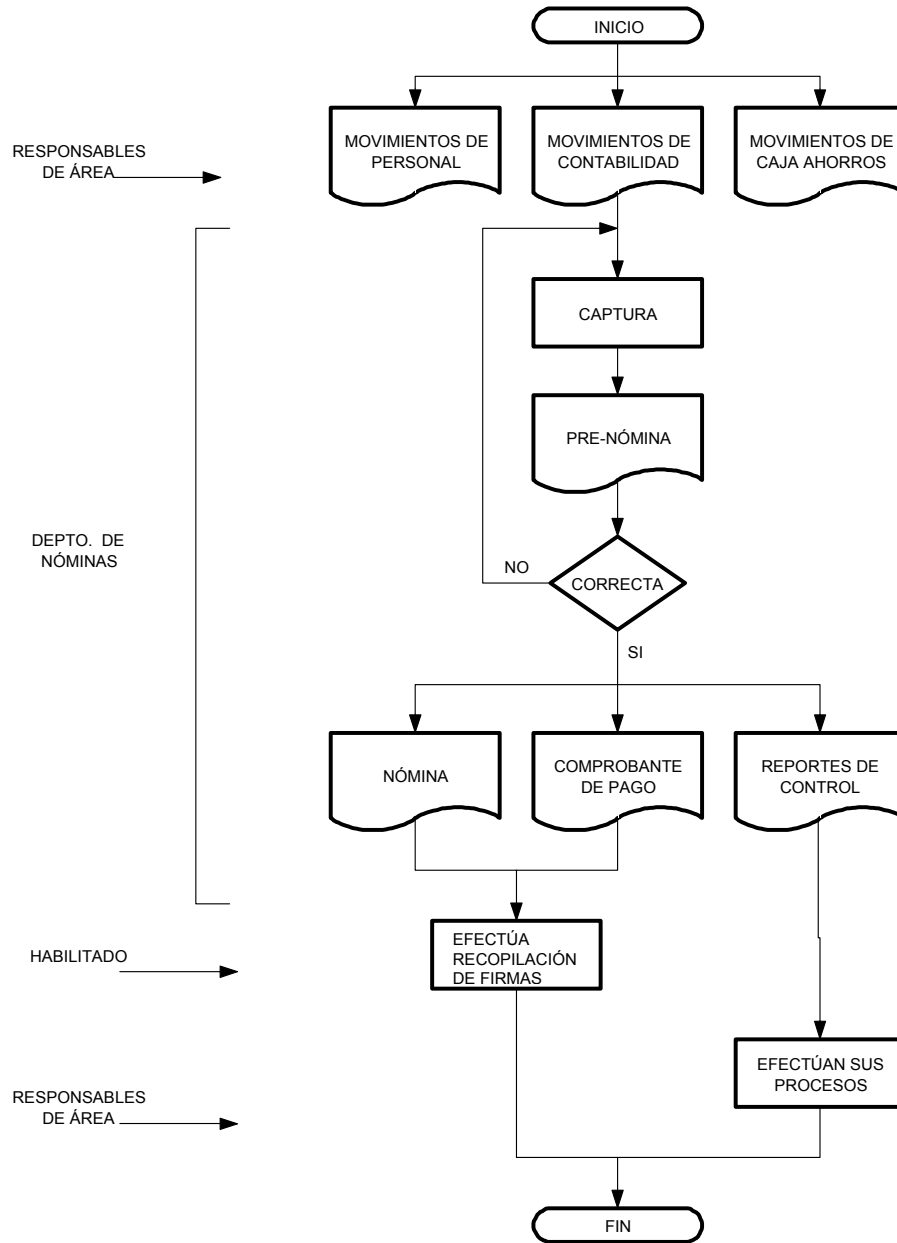 INICIO
MOVIMIENTOS DE
PERSONAL
MOVIMIENTOS DE
CONTABILIDAD
MOVIMIENTOS DE
CAJA AHORROS
RESPONSABLES
DE ÁREA
CAPTURA
PRE-NÓMINA
DEPTO. DE
NÓMINAS
NO
CORRECTA
SI
NÓMINA
COMPROBANTE
DE PAGO
REPORTES DE
CONTROL
HABILITADO
EFECTÚA
RECOPILACIÓN
DE FIRMAS
EFECTÚAN SUS
PROCESOS
RESPONSABLES
DE ÁREA
FIN